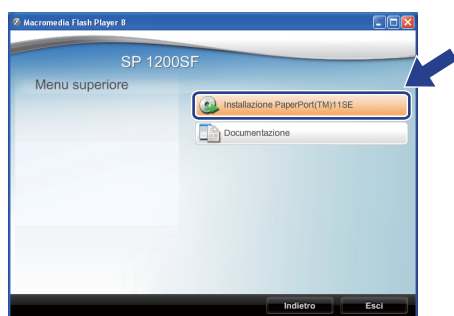 Macromedia Flash Player 8
SP 1200SF
Menu superiore
Installazione PaperPort(TM)11SE
Documentazione
Indietro
Esci